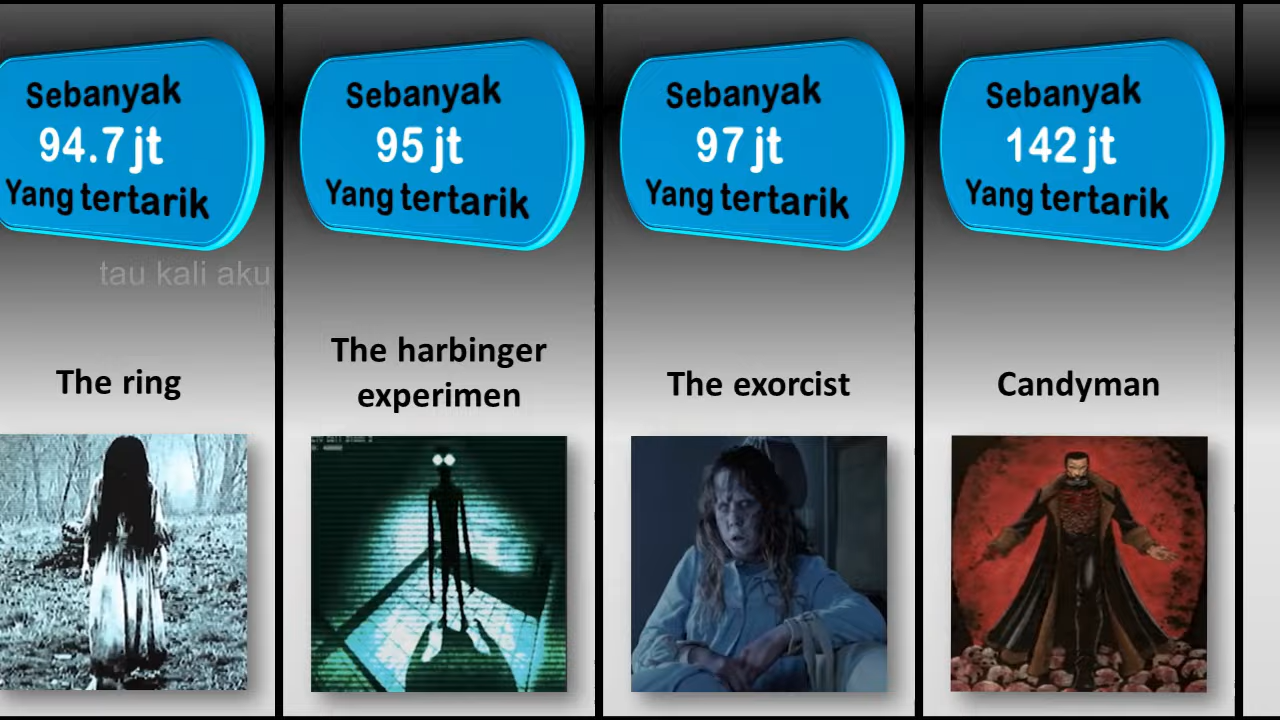 Sebanyak
94.7 jt
Yang tertarik
tau kali aku
The ring
Sebanyak
95 jt
Yang tertarik
The harbinger
experimen
Sebanyak
97 jt
Yang tertarik
The exorcist
Sebanyak
142 jt
Yang tertarik
Candyman